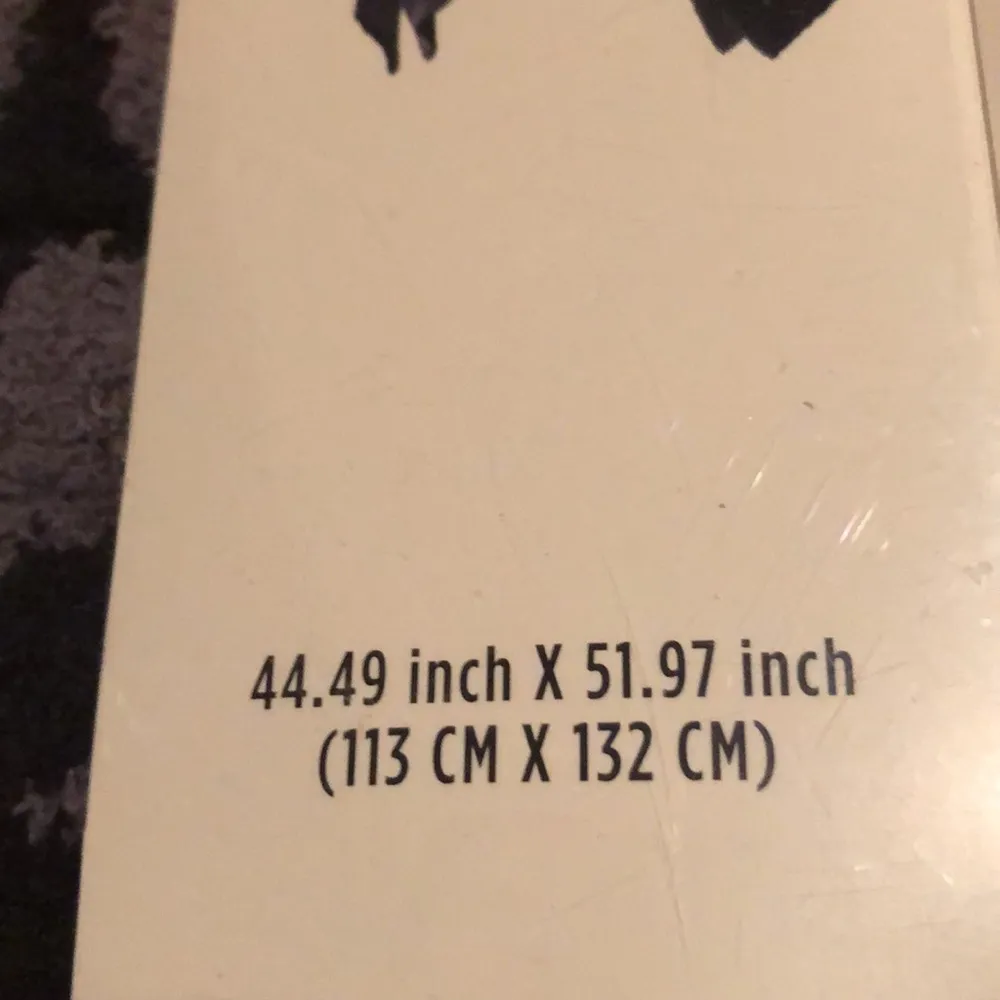 44.49 inch X 51.97 inch
(113 CM X 132 CM)